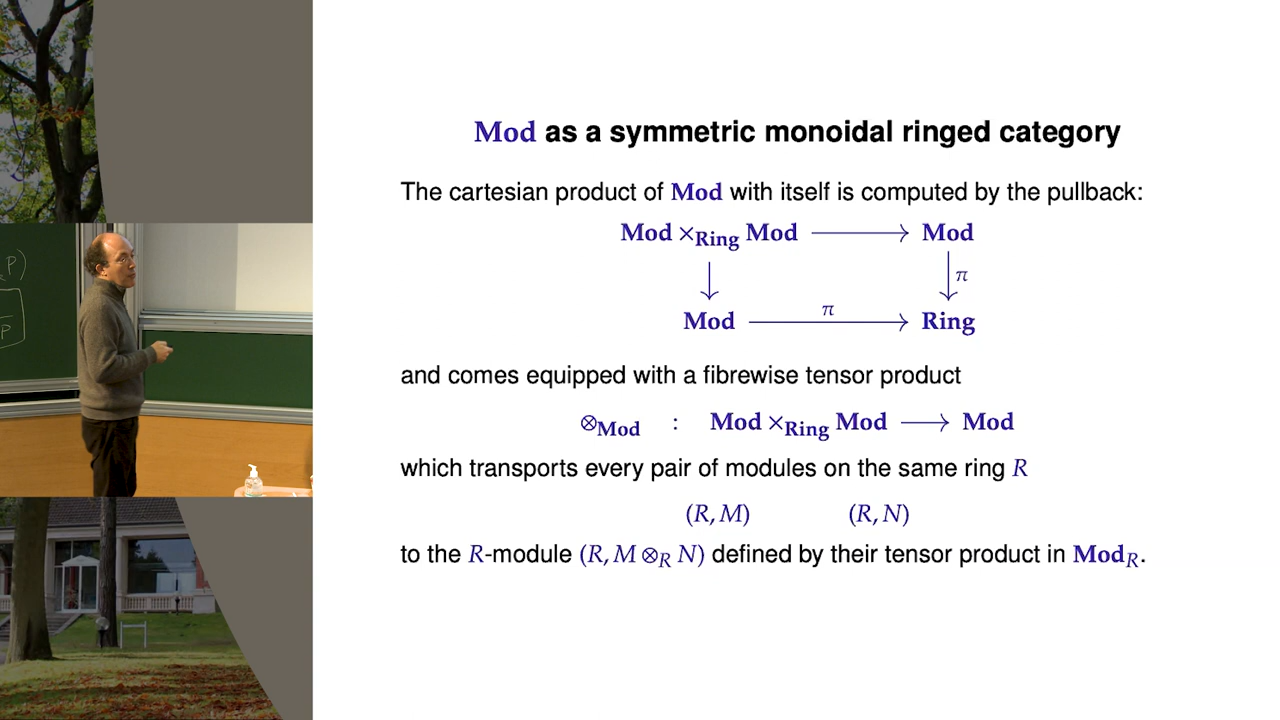 Mod as a symmetric monoidal ringed category
The cartesian product of Mod with itself is computed by the pullback:
Mod ×Ring Mod ⟶ Mod
↓ ↓ π
π
Mod ⟶ Ring
and comes equipped with a fibrewise tensor product
⊗Mod : Mod ×Ring Mod ⟶ Mod
which transports every pair of modules on the same ring R
(R, M) (R, N)
to the R-module (R, M ⊗R N) defined by their tensor product in ModR.
P)
P